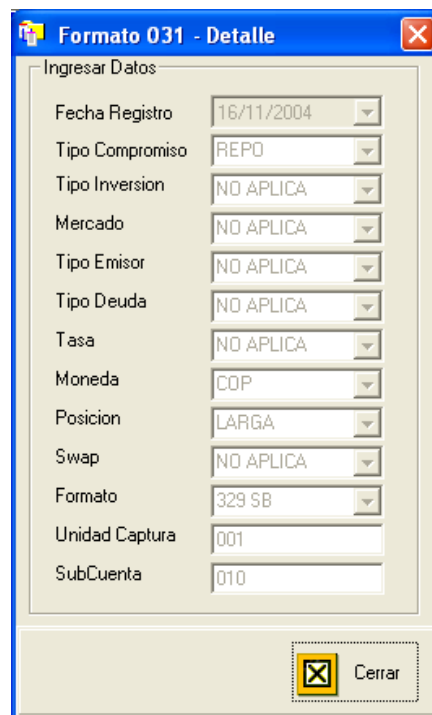 Formato 031 - Detalle
Ingresar Datos
Fecha Registro 16/11/2004
Tipo Compromiso REPO
Tipo Inversion NO APLICA
Mercado NO APLICA
Tipo Emisor NO APLICA
Tipo Deuda NO APLICA
Tasa NO APLICA
Moneda COP
Posicion LARGA
Swap NO APLICA
Formato 329 SB
Unidad Captura 001
SubCuenta 010
Cerrar